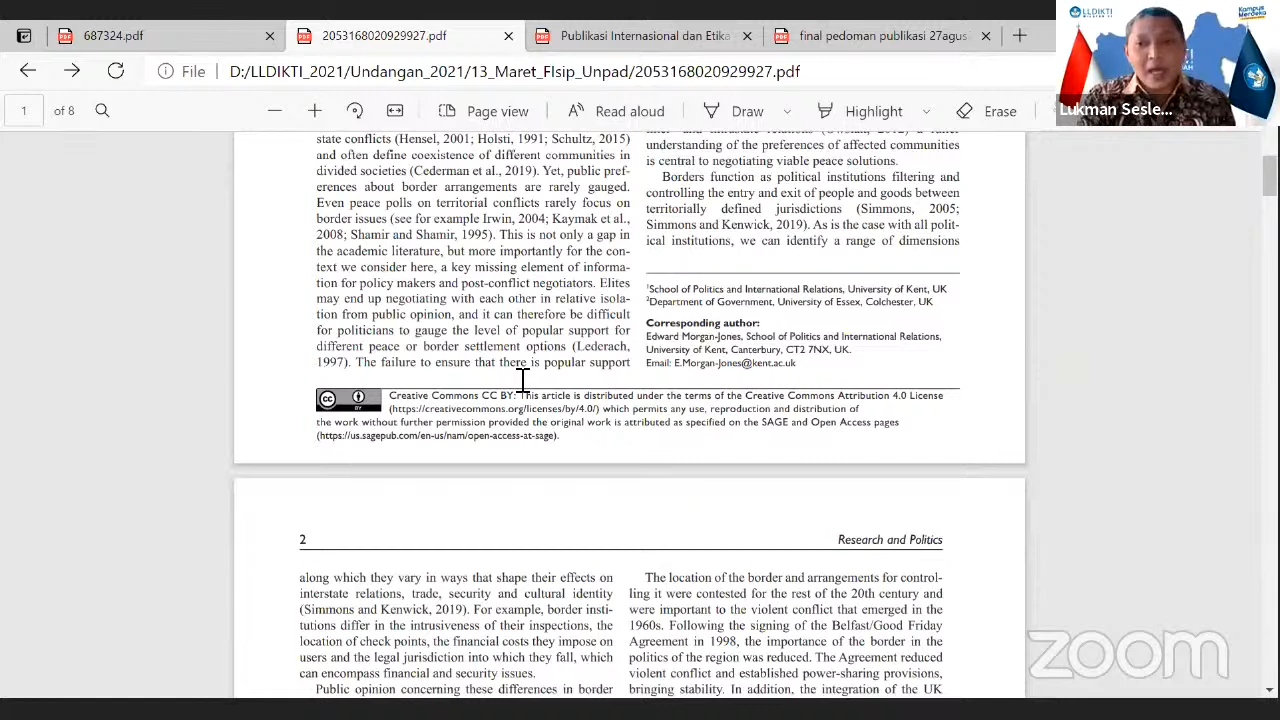 687324.pdf
2053168020929927.pdf
Publikasi Internasional dan Etika
final pedoman publikasi 27agus
File
D:/LLDIKTI_2021/Undangan_2021/13_Maret_FIsip_Unpad/2053168020929927.pdf
1 of 8
Page view
Read aloud
Draw
Highlight
Erase
LLDIKTI
Kampus
Merdeka
Lukman Sesle...
state conflicts (Hensel, 2001; Holsti, 1991; Schultz, 2015)
and often define coexistence of different communities in
divided societies (Cederman et al., 2019). Yet, public pref-
erences about border arrangements are rarely gauged.
Even peace polls on territorial conflicts rarely focus on
border issues (see for example Irwin, 2004; Kaymak et al.,
2008; Shamir and Shamir, 1995). This is not only a gap in
the academic literature, but more importantly for the con-
text we consider here, a key missing element of informa-
tion for policy makers and post-conflict negotiators. Elites
may end up negotiating with each other in relative isola-
tion from public opinion, and it can therefore be difficult
for politicians to gauge the level of popular support for
different peace or border settlement options (Lederach,
1997). The failure to ensure that there is popular support
understanding of the preferences of affected communities
is central to negotiating viable peace solutions.
Borders function as political institutions filtering and
controlling the entry and exit of people and goods between
territorially defined jurisdictions (Simmons, 2005;
Simmons and Kenwick, 2019). As is the case with all polit-
ical institutions, we can identify a range of dimensions
1School of Politics and International Relations, University of Kent, UK
2Department of Government, University of Essex, Colchester, UK
Corresponding author:
Edward Morgan-Jones, School of Politics and International Relations,
University of Kent, Canterbury, CT2 7NX, UK.
Email: E.Morgan-Jones@kent.ac.uk
cc BY
Creative Commons CC BY: This article is distributed under the terms of the Creative Commons Attribution 4.0 License
(https://creativecommons.org/licenses/by/4.0/) which permits any use, reproduction and distribution of
the work without further permission provided the original work is attributed as specified on the SAGE and Open Access pages
(https://us.sagepub.com/en-us/nam/open-access-at-sage).
2
Research and Politics
along which they vary in ways that shape their effects on
interstate relations, trade, security and cultural identity
(Simmons and Kenwick, 2019). For example, border insti-
tutions differ in the intrusiveness of their inspections, the
location of check points, the financial costs they impose on
users and the legal jurisdiction into which they fall, which
can encompass financial and security issues.
Public opinion concerning these differences in border
The location of the border and arrangements for control-
ling it were contested for the rest of the 20th century and
were important to the violent conflict that emerged in the
1960s. Following the signing of the Belfast/Good Friday
Agreement in 1998, the importance of the border in the
politics of the region was reduced. The Agreement reduced
violent conflict and established power-sharing provisions,
bringing stability. In addition, the integration of the UK
zoom